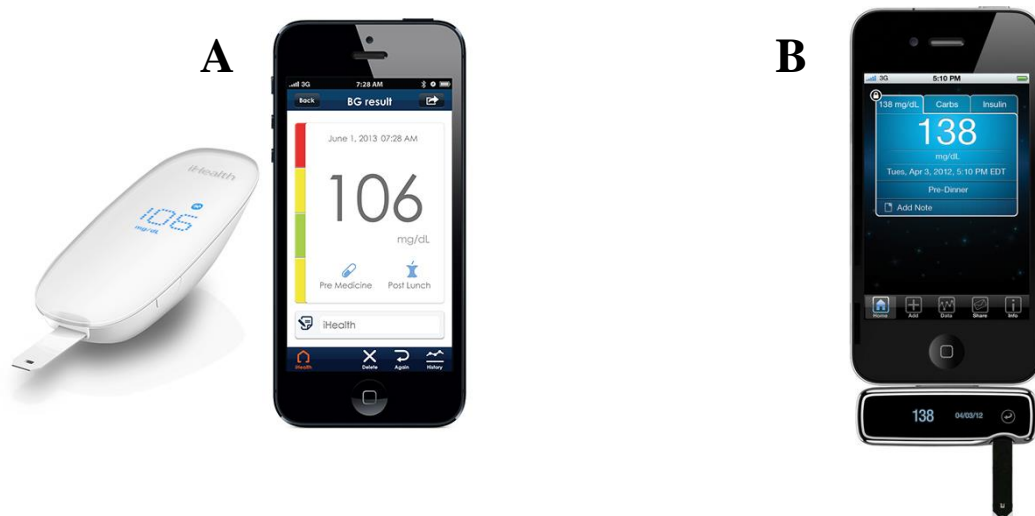 A
B
iHealth
106
mg/dL
3G 7:28 AM
Back BG result
June 1, 2013 07:28 AM
106
mg/dL
Pre Medicine Post Lunch
iHealth
iHealth Delete Again History
3G 5:10 PM
138 mg/dL Carbs Insulin
138
mg/dL
Tues, Apr 3, 2012, 5:10 PM EDT
Pre-Dinner
Add Note
Home Add Data Share Info
138 04/03/12